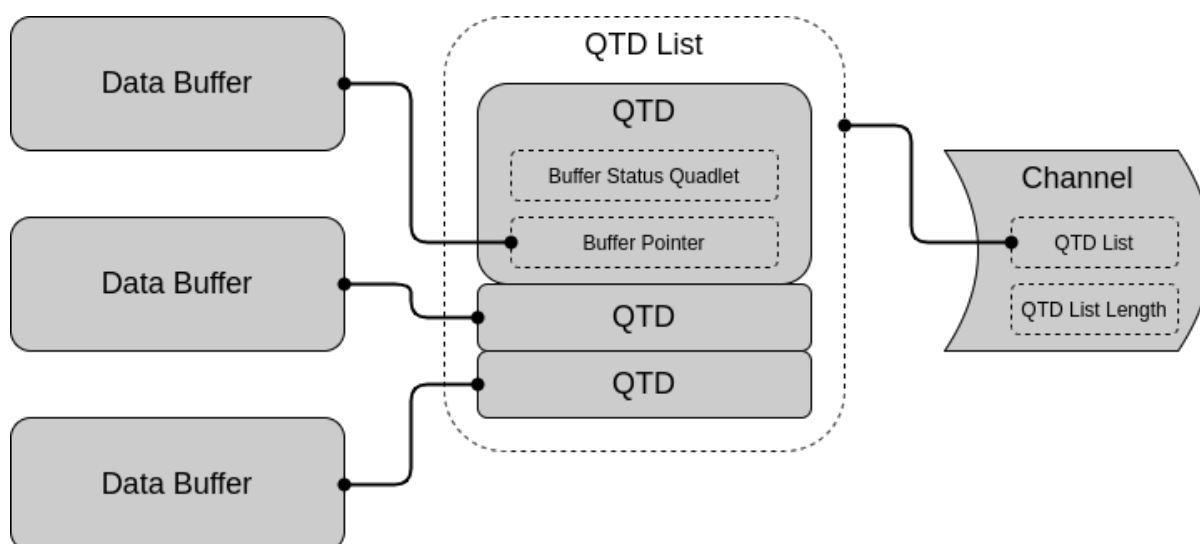 Data Buffer
Data Buffer
Data Buffer
QTD List
QTD
Buffer Status Quadlet
Buffer Pointer
QTD
QTD
Channel
QTD List
QTD List Length